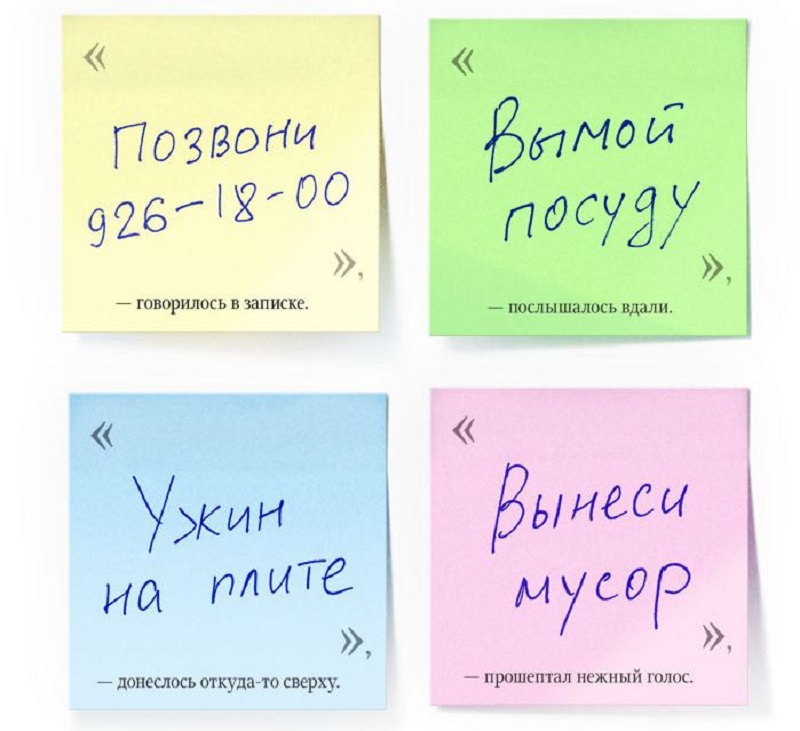 «
Позвони
926-18-00
»,
— говорилось в записке.
«
Вымой
посуду
»,
— послышалось вдали.
«
Ужин
на плите
»,
— донеслось откуда-то сверху.
«
Вынеси
мусор
»,
— прошептал нежный голос.